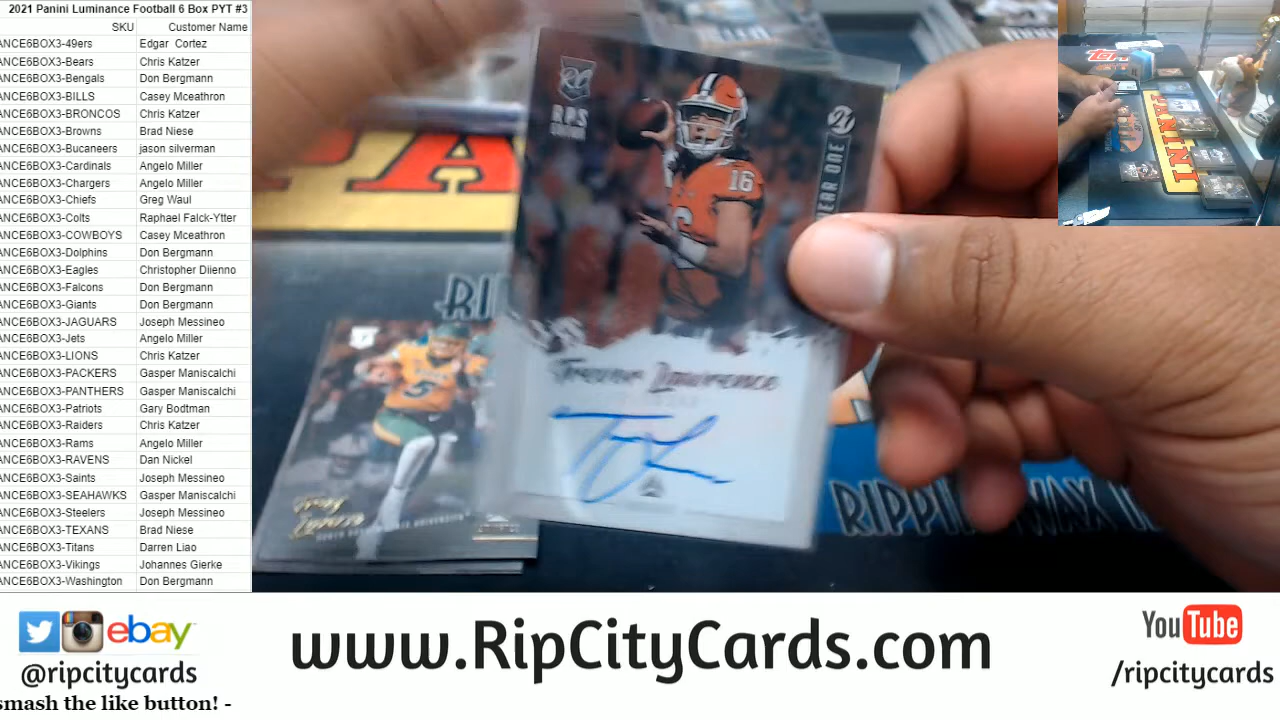 2021 Panini Luminance Football 6 Box PYT #3
SKU Customer Name
ANCE6BOX3-49ers Edgar Cortez
ANCE6BOX3-Bears Chris Katzer
ANCE6BOX3-Bengals Don Bergmann
ANCE6BOX3-BILLS Casey Mceathron
ANCE6BOX3-BRONCOS Chris Katzer
ANCE6BOX3-Browns Brad Niese
ANCE6BOX3-Bucaneers jason silverman
ANCE6BOX3-Cardinals Angelo Miller
ANCE6BOX3-Chargers Angelo Miller
ANCE6BOX3-Chiefs Greg Waul
ANCE6BOX3-Colts Raphael Falck-Ytter
ANCE6BOX3-COWBOYS Casey Mceathron
ANCE6BOX3-Dolphins Don Bergmann
ANCE6BOX3-Eagles Christopher Diienno
ANCE6BOX3-Falcons Don Bergmann
ANCE6BOX3-Giants Don Bergmann
ANCE6BOX3-JAGUARS Joseph Messineo
ANCE6BOX3-Jets Angelo Miller
ANCE6BOX3-LIONS Chris Katzer
ANCE6BOX3-PACKERS Gasper Maniscalchi
ANCE6BOX3-PANTHERS Gasper Maniscalchi
ANCE6BOX3-Patriots Gary Bodtman
ANCE6BOX3-Raiders Chris Katzer
ANCE6BOX3-Rams Angelo Miller
ANCE6BOX3-RAVENS Dan Nickel
ANCE6BOX3-Saints Joseph Messineo
ANCE6BOX3-SEAHAWKS Gasper Maniscalchi
ANCE6BOX3-Steelers Joseph Messineo
ANCE6BOX3-TEXANS Brad Niese
ANCE6BOX3-Titans Darren Liao
ANCE6BOX3-Vikings Johannes Gierke
ANCE6BOX3-Washington Don Bergmann
RC
RPS
16
YEAR ONE
Trevor Lawrence
5
Trey Lance
PANINI
RIPPIN WAX
www.RipCityCards.com
ebay
@ripcitycards
smash the like button! -
YouTube
/ripcitycards